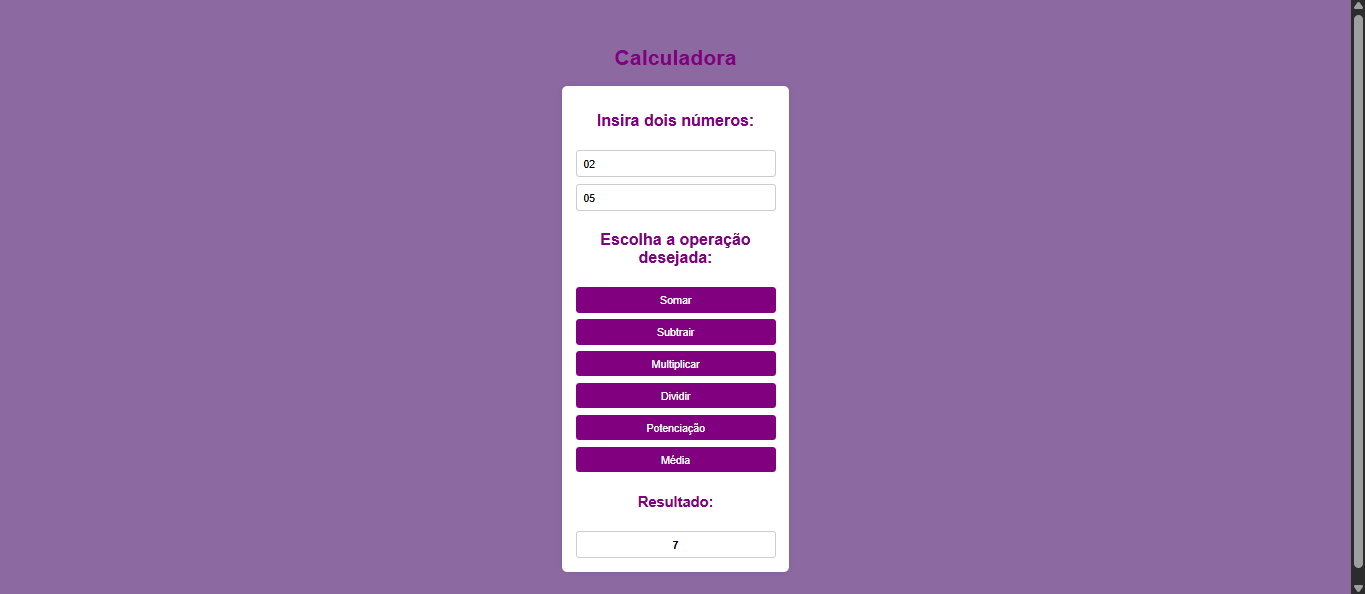 Calculadora
Insira dois números:
02
05
Escolha a operação
desejada:
Somar
Subtrair
Multiplicar
Dividir
Potenciação
Média
Resultado:
7